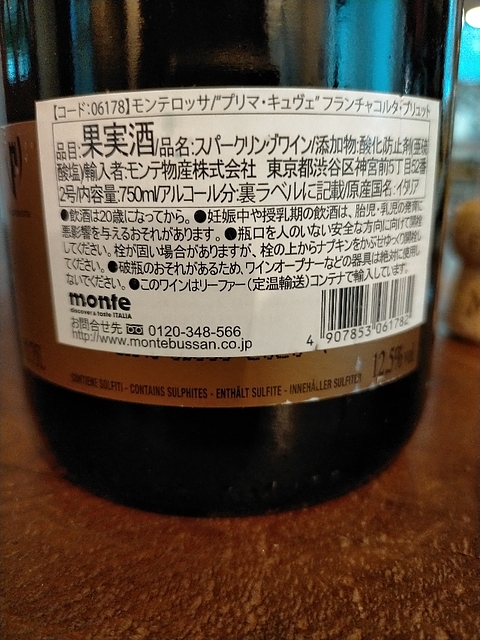 【コード:06178】モンテロッサ/"プリマ・キュヴェ" フランチャコルタ・ブリュット
品目:果実酒/品名:スパークリングワイン/添加物:酸化防止剤(亜硫
酸塩)/輸入者:モンテ物産株式会社 東京都渋谷区神宮前5丁目52番
2号/内容量:750ml/アルコール分:裏ラベルに記載/原産国名:イタリア
●飲酒は20歳になってから。●妊娠中や授乳期の飲酒は、胎児・乳児の発育に
悪影響を与えるおそれがあります。●瓶口を人のいない安全な方向に向けて開栓
してください。栓が固い場合がありますが、栓の上からナプキンをかぶせゆっくり開栓し
てください。●破瓶のおそれがあるため、ワインオープナーなどの器具は絶対に使用し
ないでください。●このワインはリーファー(定温輸送)コンテナで輸入しています。
monte
discover & taste ITALIA
お問合せ先 0120-348-566
http://www.montebussan.co.jp
4 907853 061782
12,5% vol
CONTIENE SOLFITI - CONTAINS SULPHITES - ENTHÄLT SULFITE - INNEHÅLLER SULFITER